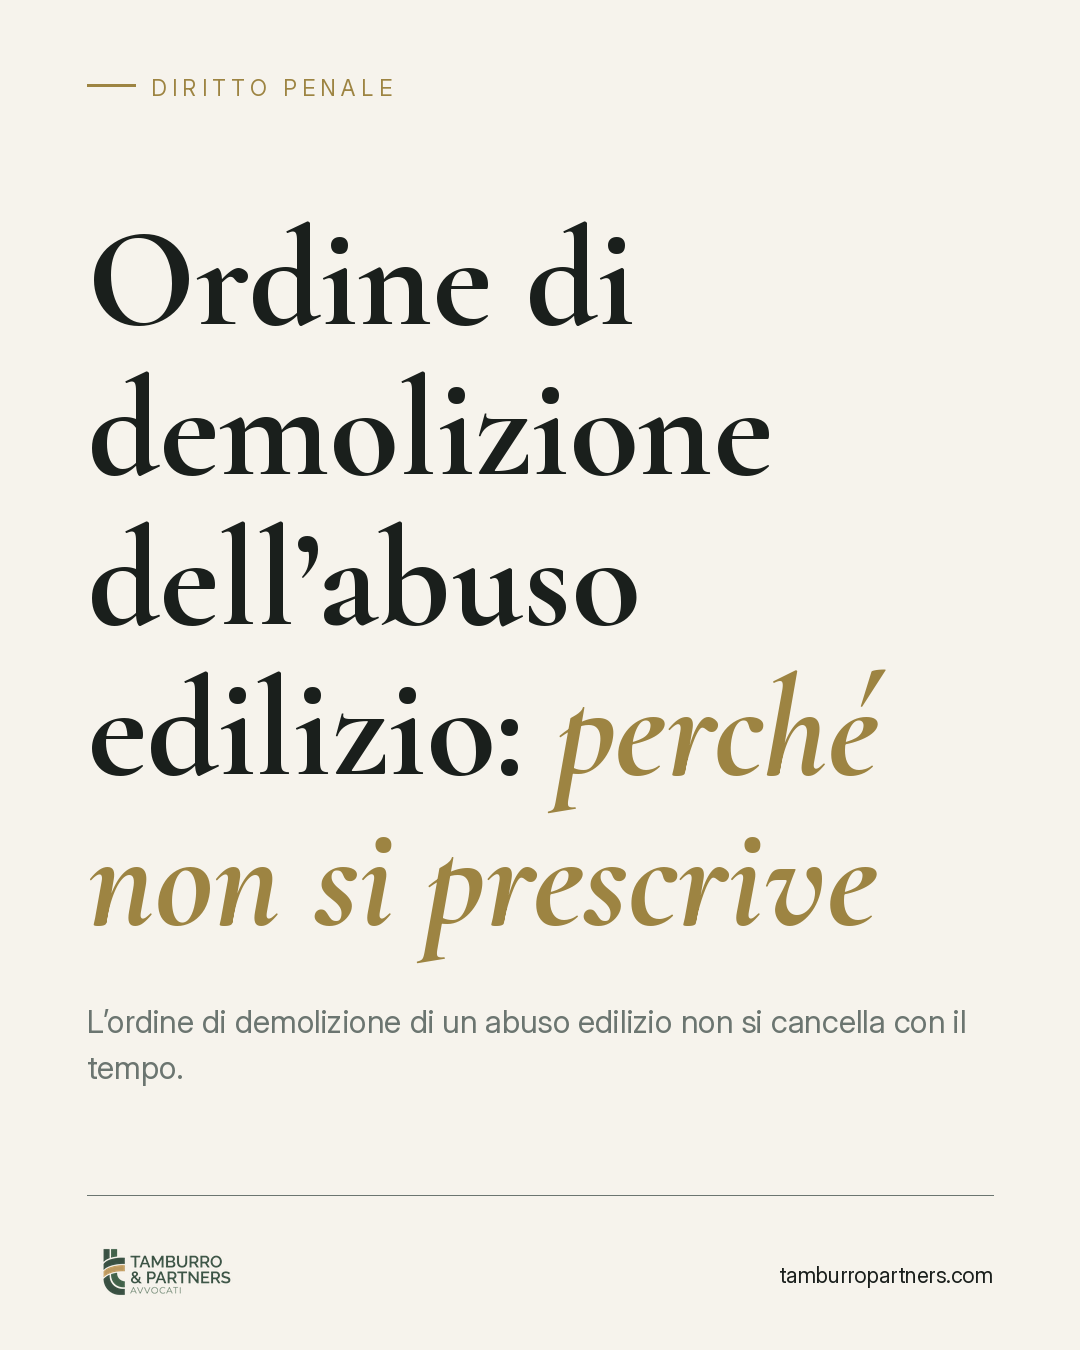 DIRITTO PENALE
Ordine di
demolizione
dell’abuso
edilizio: perché
non si prescrive
L’ordine di demolizione di un abuso edilizio non si cancella con il
tempo.
TAMBURRO
& PARTNERS
AVVOCATI
tamburropartners.com